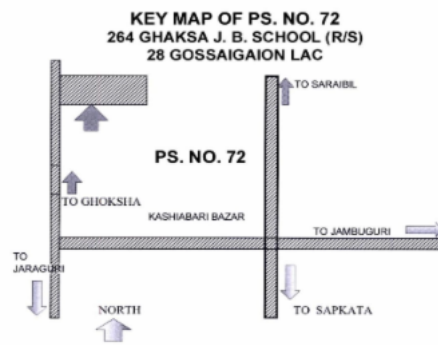 KEY MAP OF PS. NO. 72
264 GHAKSA J. B. SCHOOL (R/S)
28 GOSSAIGAION LAC
TO SARAIBIL
PS. NO. 72
TO GHOKSHA
KASHIABARI BAZAR
TO JAMBUGURI
TO
JARAGURI
NORTH
TO SAPKATA